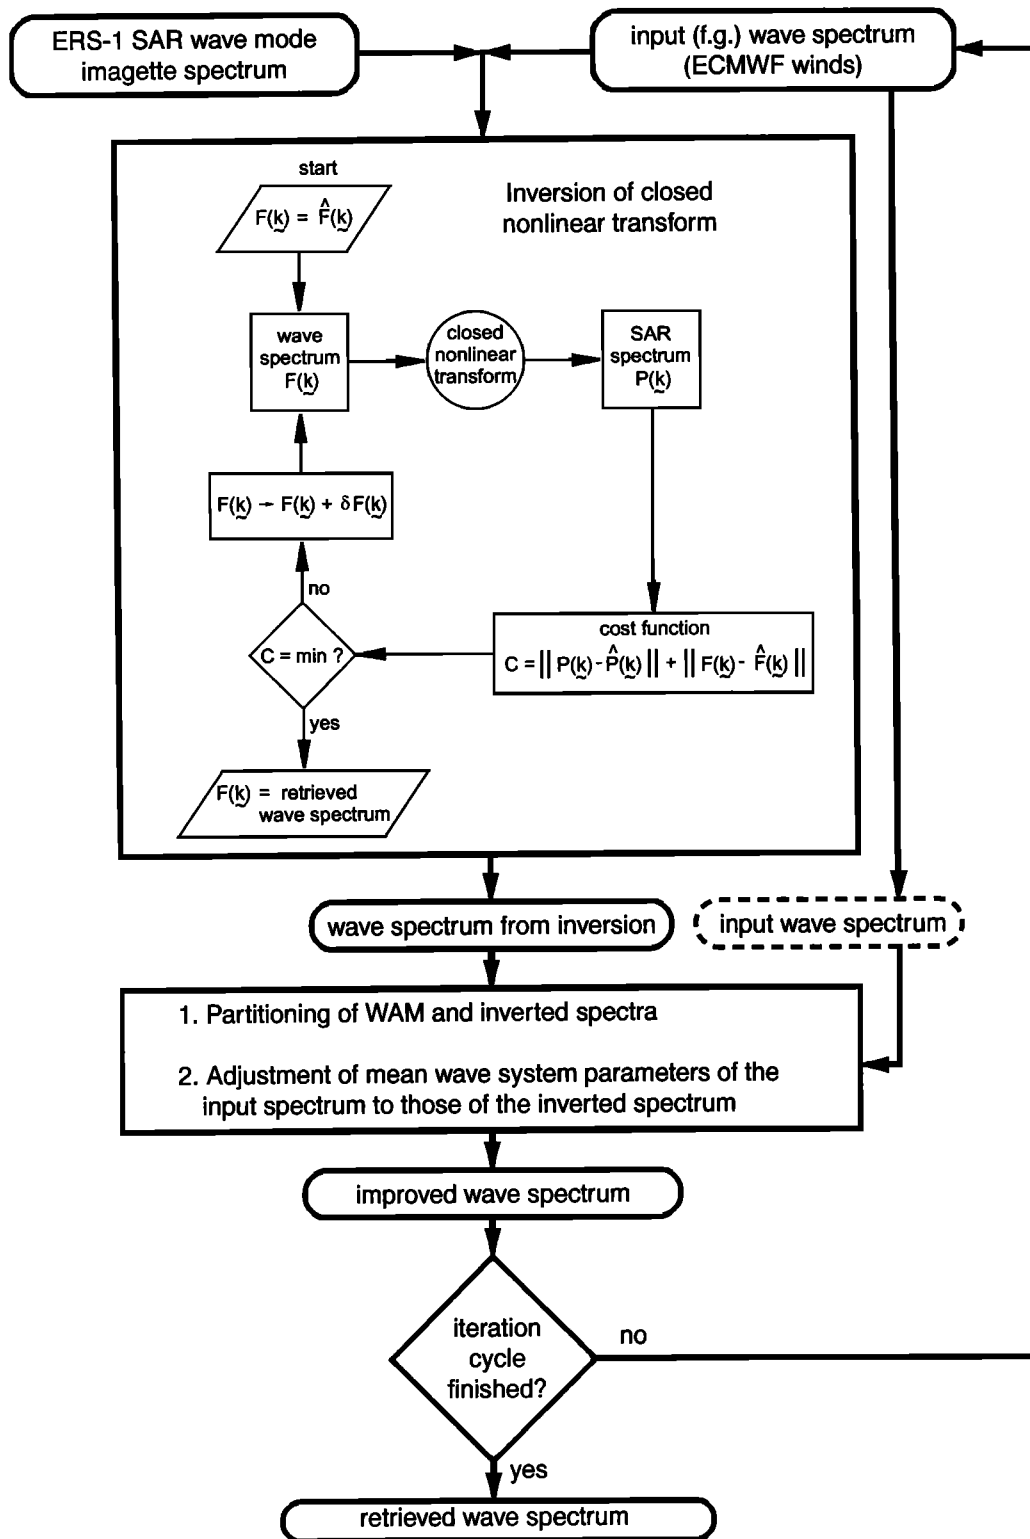 ERS-1 SAR wave mode
imagette spectrum
input (f.g.) wave spectrum
(ECMWF winds)
start
F(k̰) = F̂(k̰)
Inversion of closed
nonlinear transform
wave
spectrum
F(k̰)
closed
nonlinear
transform
SAR
spectrum
P(k̰)
F(k̰) → F(k̰) + δF(k̰)
no
cost function
C = || P(k̰) - P̂(k̰) || + || F(k̰) - F̂(k̰) ||
C = min ?
yes
F(k̰) = retrieved
wave spectrum
wave spectrum from inversion
input wave spectrum
1. Partitioning of WAM and inverted spectra
2. Adjustment of mean wave system parameters of the
input spectrum to those of the inverted spectrum
improved wave spectrum
iteration
cycle
finished?
no
yes
retrieved wave spectrum